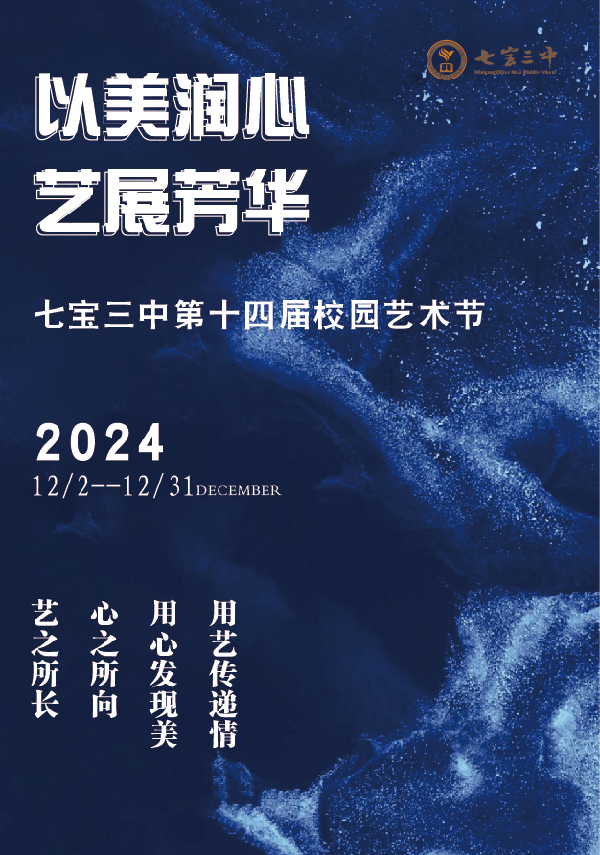 七宝三中
以美润心
艺展芳华
七宝三中第十四届校园艺术节
2024
12/2--12/31DECEMBER
用艺传递情
用心发现美
心之所向
艺之所长